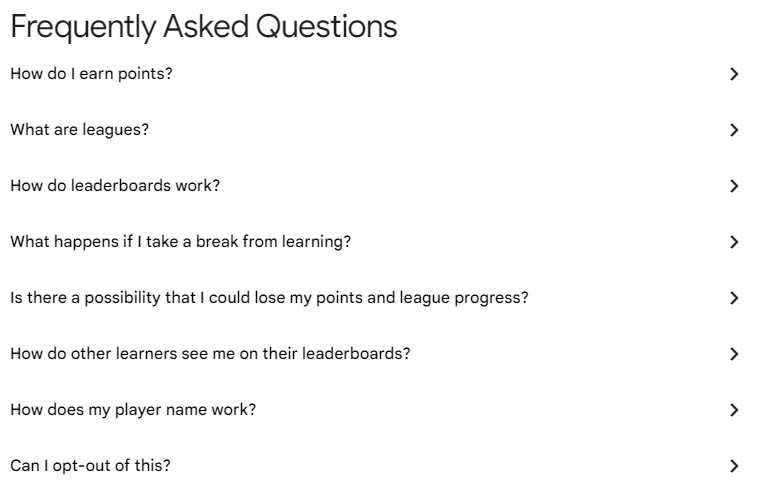 Frequently Asked Questions
How do I earn points?
What are leagues?
How do leaderboards work?
What happens if I take a break from learning?
Is there a possibility that I could lose my points and league progress?
How do other learners see me on their leaderboards?
How does my player name work?
Can I opt-out of this?